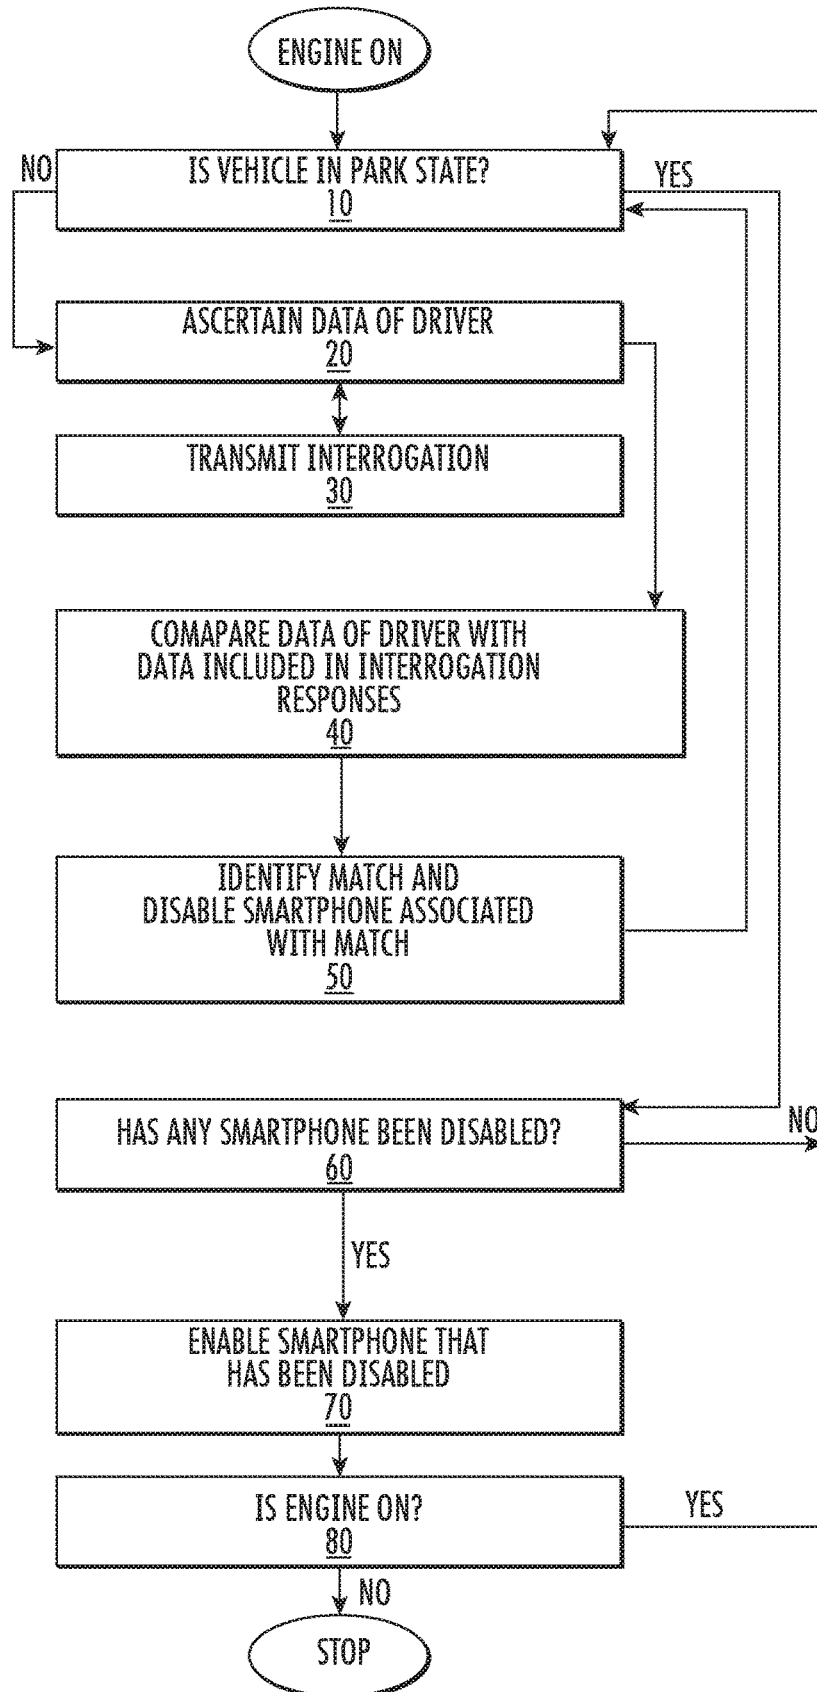 ENGINE ON
IS VEHICLE IN PARK STATE?
10
NO
YES
ASCERTAIN DATA OF DRIVER
20
TRANSMIT INTERROGATION
30
COMAPARE DATA OF DRIVER WITH
DATA INCLUDED IN INTERROGATION
RESPONSES
40
IDENTIFY MATCH AND
DISABLE SMARTPHONE ASSOCIATED
WITH MATCH
50
HAS ANY SMARTPHONE BEEN DISABLED?
60
NO
YES
ENABLE SMARTPHONE THAT
HAS BEEN DISABLED
70
IS ENGINE ON?
80
YES
NO
STOP